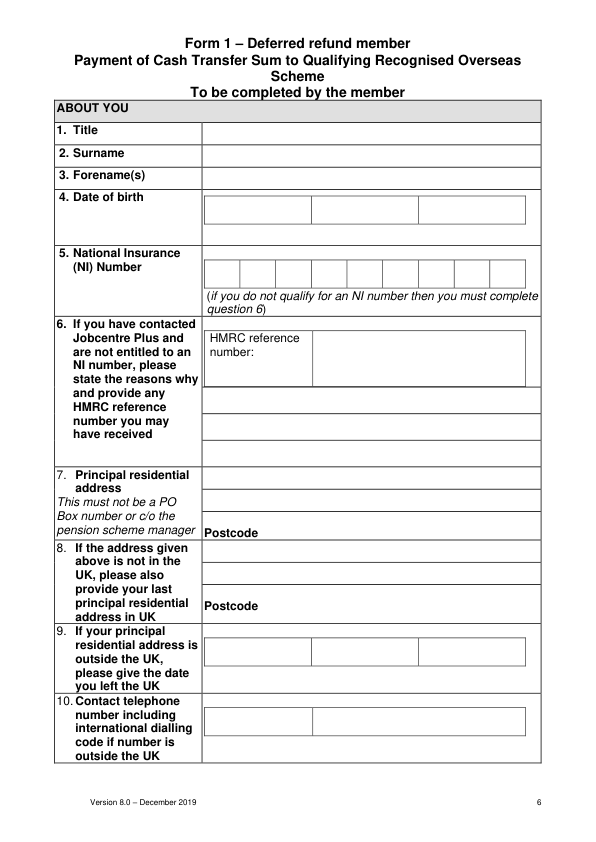 Form 1 – Deferred refund member
Payment of Cash Transfer Sum to Qualifying Recognised Overseas
Scheme
To be completed by the member
ABOUT YOU
1. Title
2. Surname
3. Forename(s)
4. Date of birth
5. National Insurance
(NI) Number
(if you do not qualify for an NI number then you must complete
question 6)
6. If you have contacted
Jobcentre Plus and
are not entitled to an
NI number, please
state the reasons why
and provide any
HMRC reference
number you may
have received
HMRC reference
number:
7. Principal residential
address
This must not be a PO
Box number or c/o the
pension scheme manager
Postcode
8. If the address given
above is not in the
UK, please also
provide your last
principal residential
address in UK
Postcode
9. If your principal
residential address is
outside the UK,
please give the date
you left the UK
10. Contact telephone
number including
international dialling
code if number is
outside the UK
Version 8.0 – December 2019
6